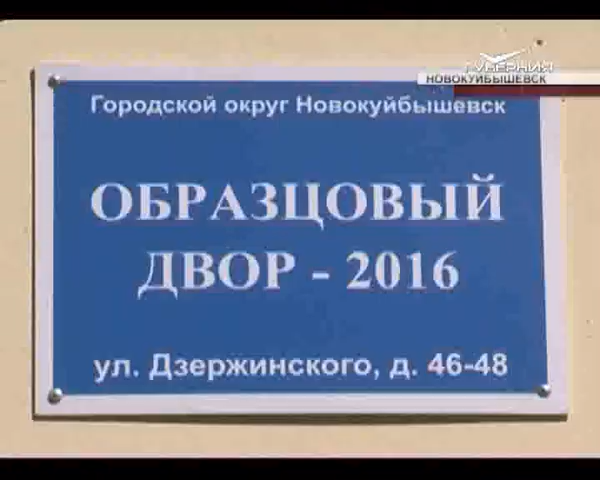 ГУБЕРНИЯ
НОВОКУЙБЫШЕВСК
Городской округ Новокуйбышевск
ОБРАЗЦОВЫЙ
ДВОР - 2016
ул. Дзержинского, д. 46-48